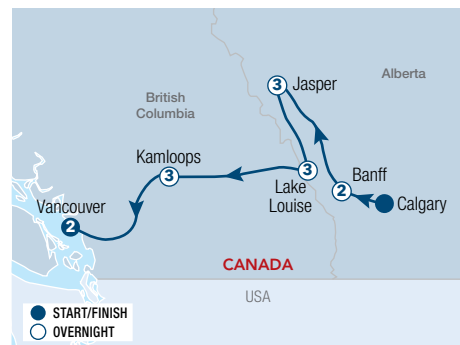 Jasper
3
Alberta
British
Columbia
Kamloops
3
3
Lake
Louise
Banff
2
Calgary
Vancouver
2
CANADA
USA
START/FINISH
OVERNIGHT